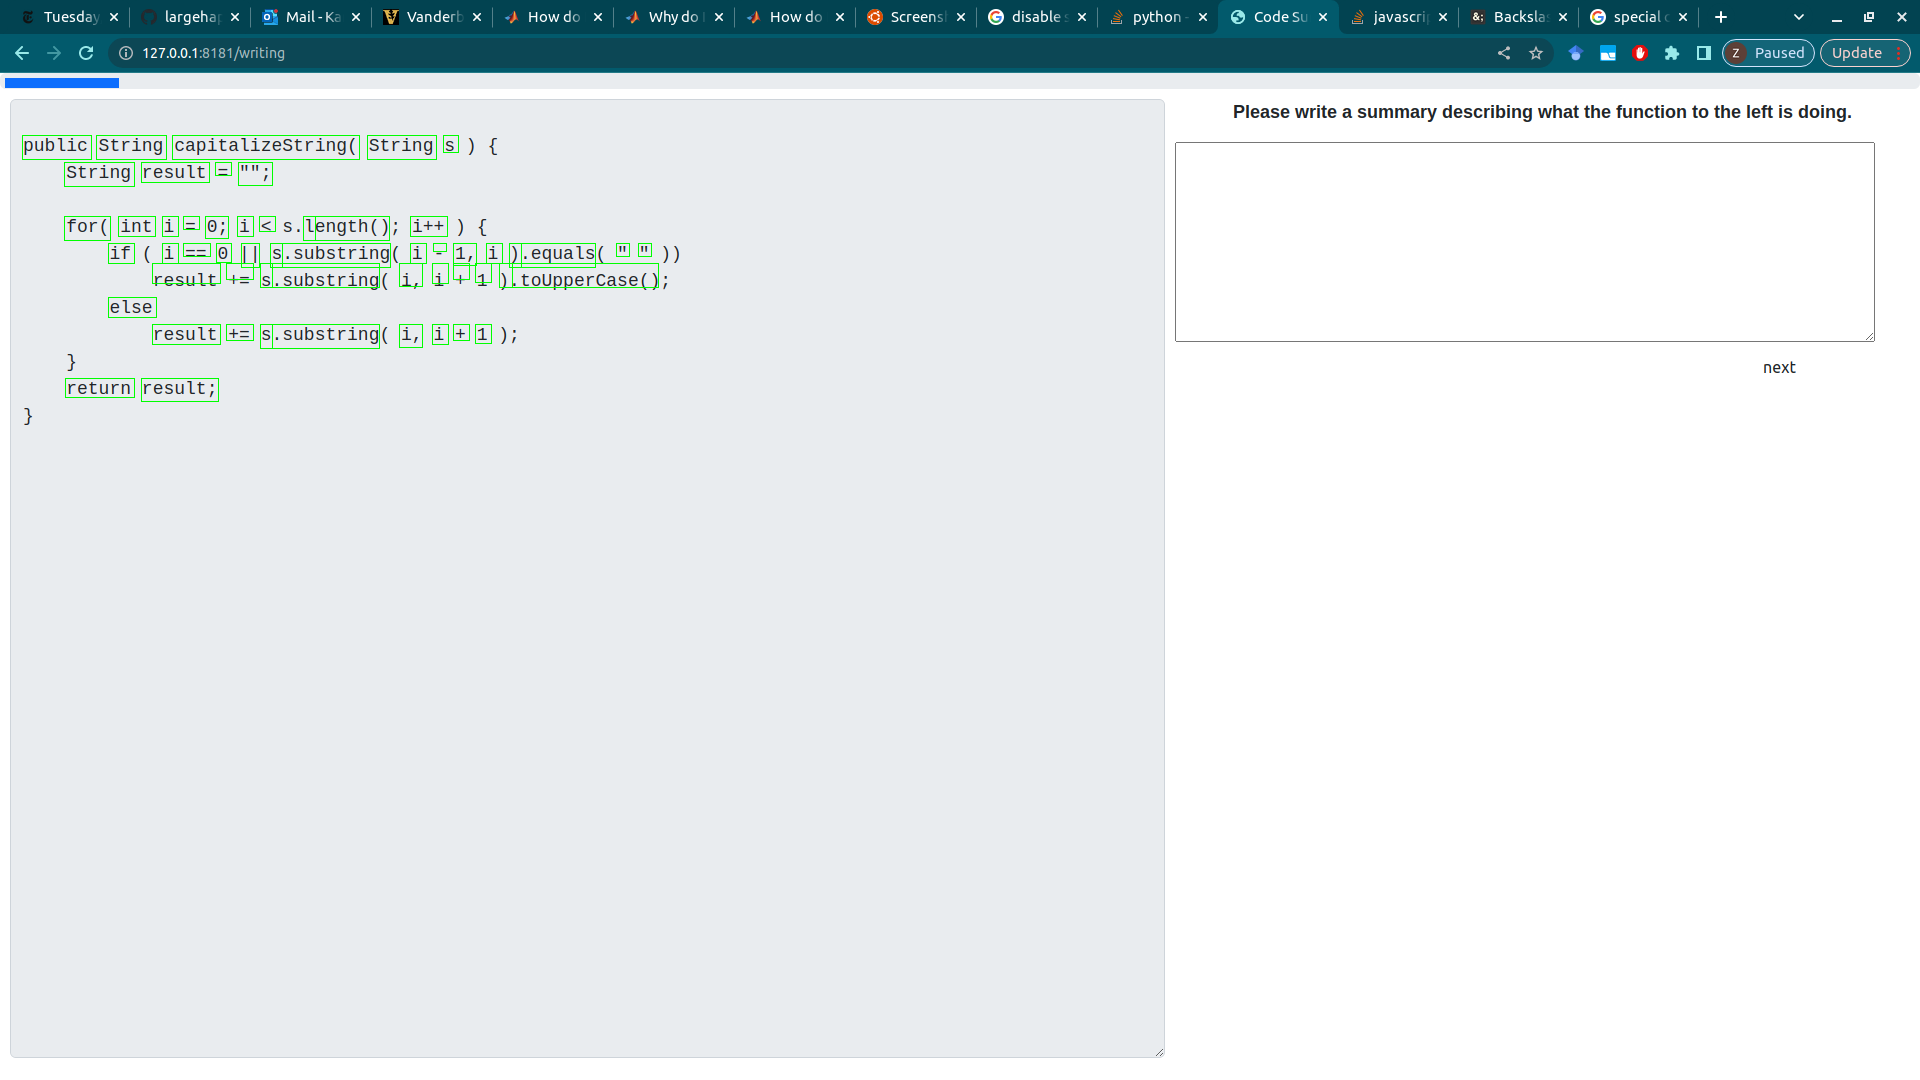 Tuesday
largehap
Mail - Ka
Vanderb
How do
Why do
How do
Screensh
disable s
python -
Code Su
javascrip
Backslas
special c
127.0.0.1:8181/writing
Paused
Update
Please write a summary describing what the function to the left is doing.
public String capitalizeString( String s ) {
    String result = "";
    for( int i = 0; i < s.length(); i++ ) {
        if ( i == 0 || s.substring( i - 1, i ).equals( " " ))
            result += s.substring( i, i + 1 ).toUpperCase();
        else
            result += s.substring( i, i + 1 );
    }
    return result;
}
next